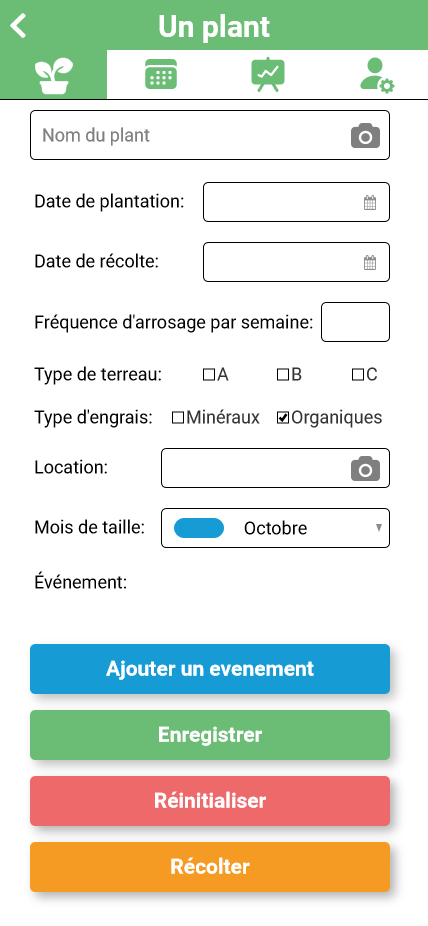 Un plant
Nom du plant
Date de plantation:
Date de récolte:
Fréquence d'arrosage par semaine:
Type de terreau: A B C
Type d'engrais: Minéraux Organiques
Location:
Mois de taille: Octobre
Événement:
Ajouter un evenement
Enregistrer
Réinitialiser
Récolter